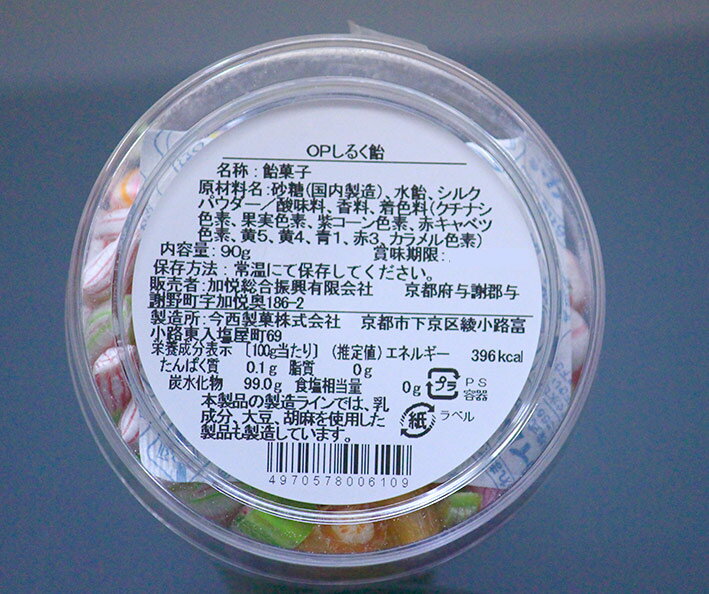 OPしるく飴
名称：飴菓子
原材料名:砂糖(国内製造)、水飴、シルク
パウダー／酸味料、香料、着色料(クチナシ
色素、果実色素、紫コーン色素、赤キャベツ
色素、黄5、黄4、青1、赤3、カラメル色素)
内容量:90g 賞味期限:
保存方法：常温にて保存してください。
販売者：加悦総合振興有限会社 京都府与謝郡与
謝野町字加悦奥186-2
製造所：今西製菓株式会社 京都市下京区綾小路富
小路東入塩屋町69
栄養成分表示 [100g当たり] (推定値) エネルギー 396kcal
たんぱく質 0.1g 脂質 0g
炭水化物 99.0g 食塩相当量 0g プラ PS 容器
本製品の製造ラインでは、乳
成分、大豆、胡麻を使用した
製品も製造しています。
紙 ラベル
4970578006109